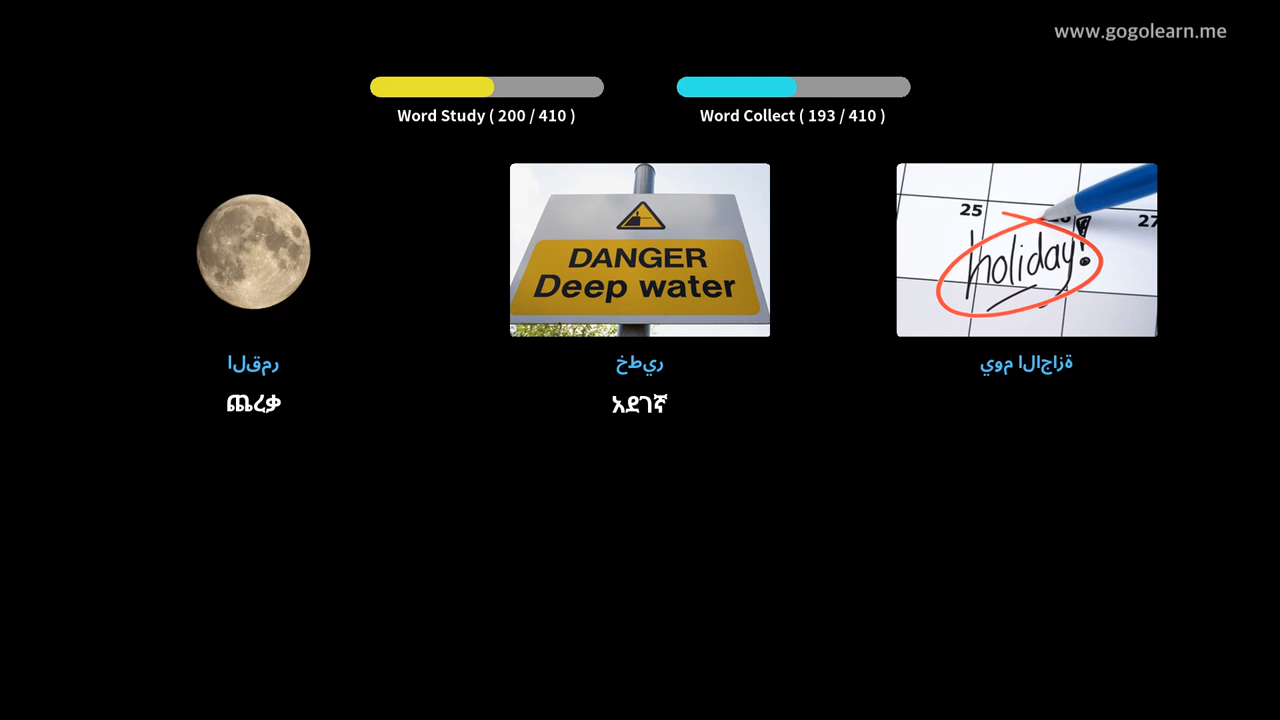 www.gogolearn.me
Word Study ( 200 / 410 )
Word Collect ( 193 / 410 )
DANGER
Deep water
25
27
holiday!
القمر
خطير
يوم الاجازة
ጨረቃ
አደገኛ